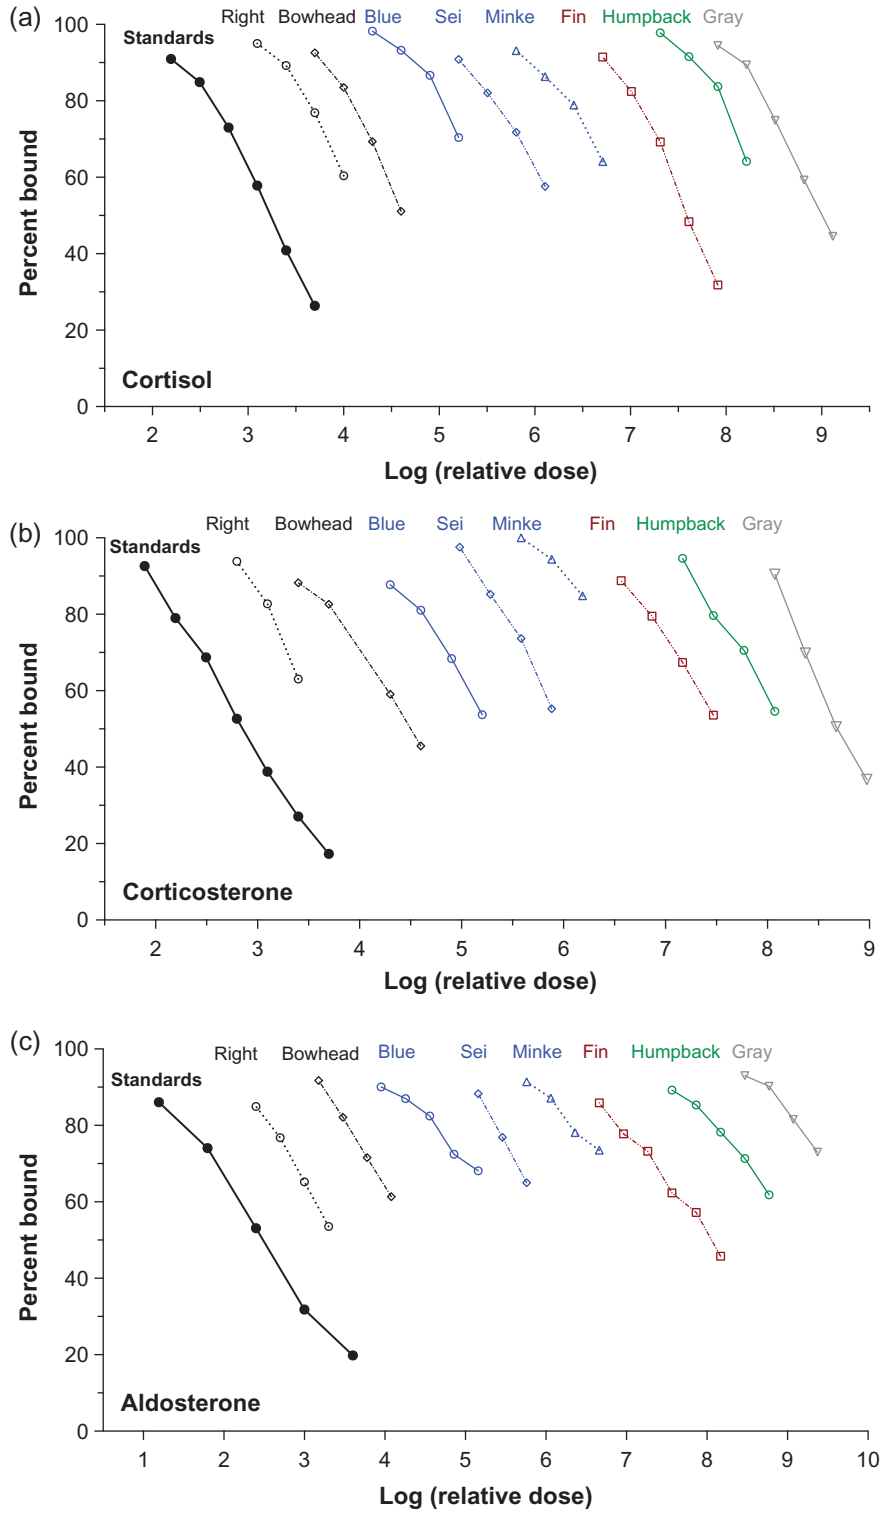 (a)
Right Bowhead Blue Sei Minke Fin Humpback Gray
Standards
100
80
60
40
20
0
Percent bound
Cortisol
2 3 4 5 6 7 8 9
Log (relative dose)
(b)
Right Bowhead Blue Sei Minke Fin Humpback Gray
Standards
100
80
60
40
20
0
Percent bound
Corticosterone
2 3 4 5 6 7 8 9
Log (relative dose)
(c)
Right Bowhead Blue Sei Minke Fin Humpback Gray
Standards
100
80
60
40
20
0
Percent bound
Aldosterone
1 2 3 4 5 6 7 8 9 10
Log (relative dose)